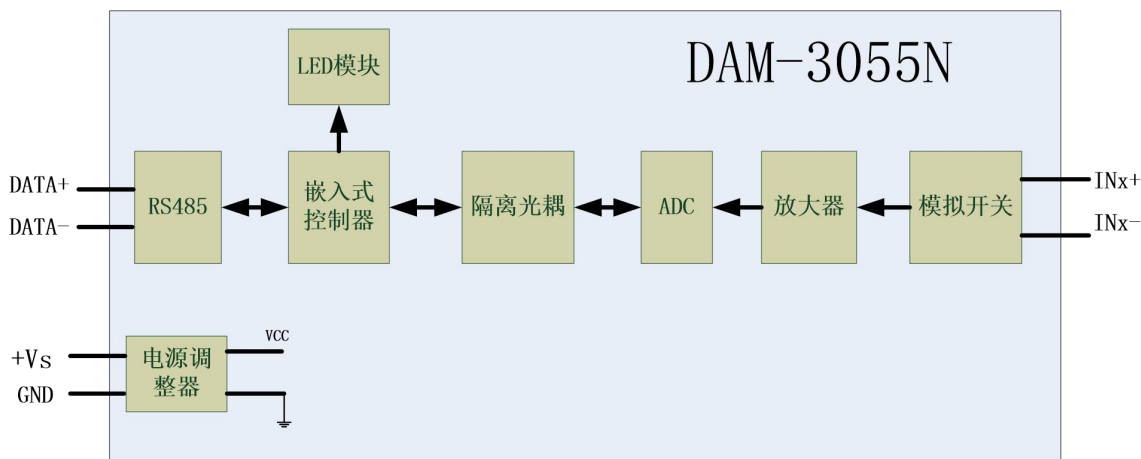 DAM-3055N
LED模块
DATA+
DATA-
RS485
嵌入式
控制器
隔离光耦
ADC
放大器
模拟开关
INx+
INx-
+Vs
GND
电源调
整器
VCC